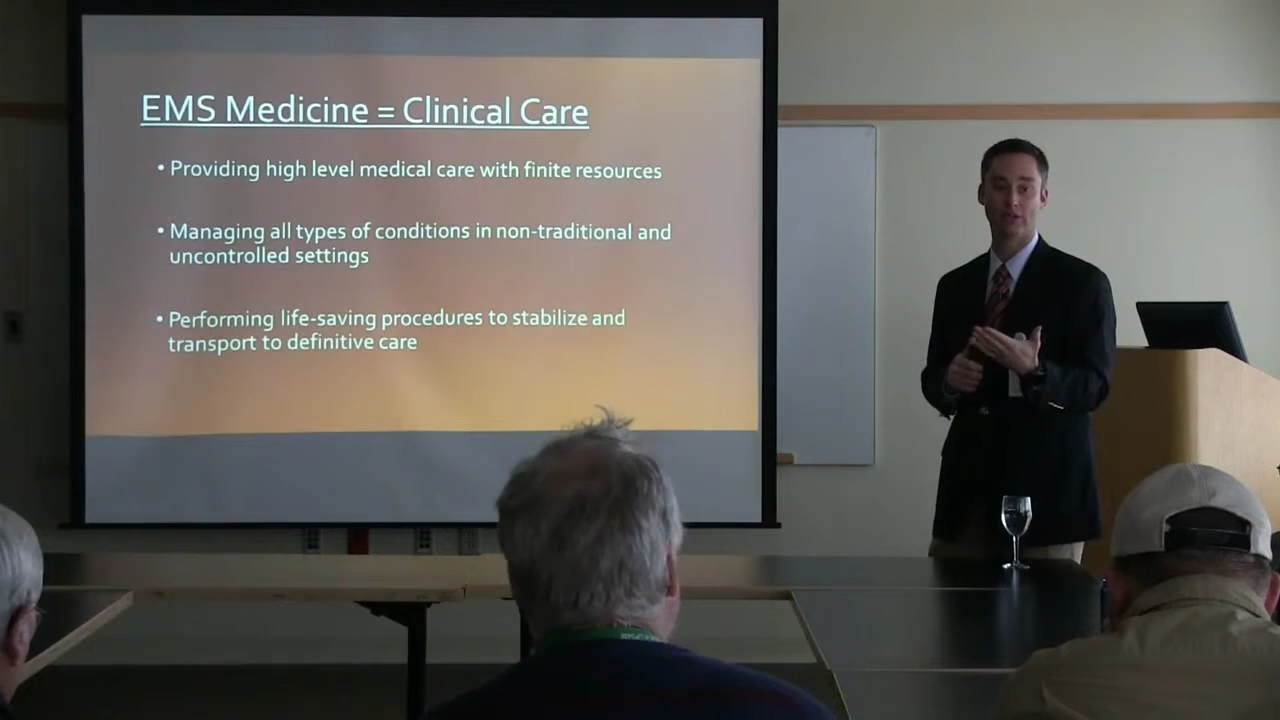 EMS Medicine = Clinical Care
• Providing high level medical care with finite resources
• Managing all types of conditions in non-traditional and
uncontrolled settings
• Performing life-saving procedures to stabilize and
transport to definitive care